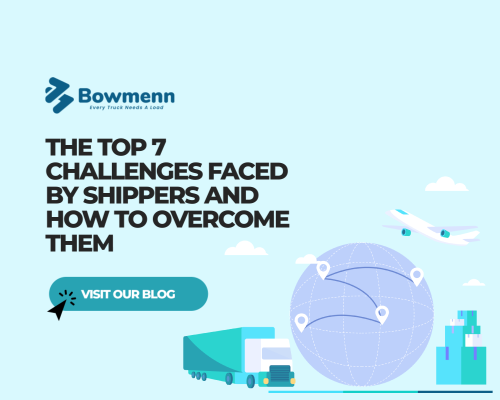 Bowmenn
Every Truck Needs A Load
THE TOP 7
CHALLENGES FACED
BY SHIPPERS AND
HOW TO OVERCOME
THEM
VISIT OUR BLOG